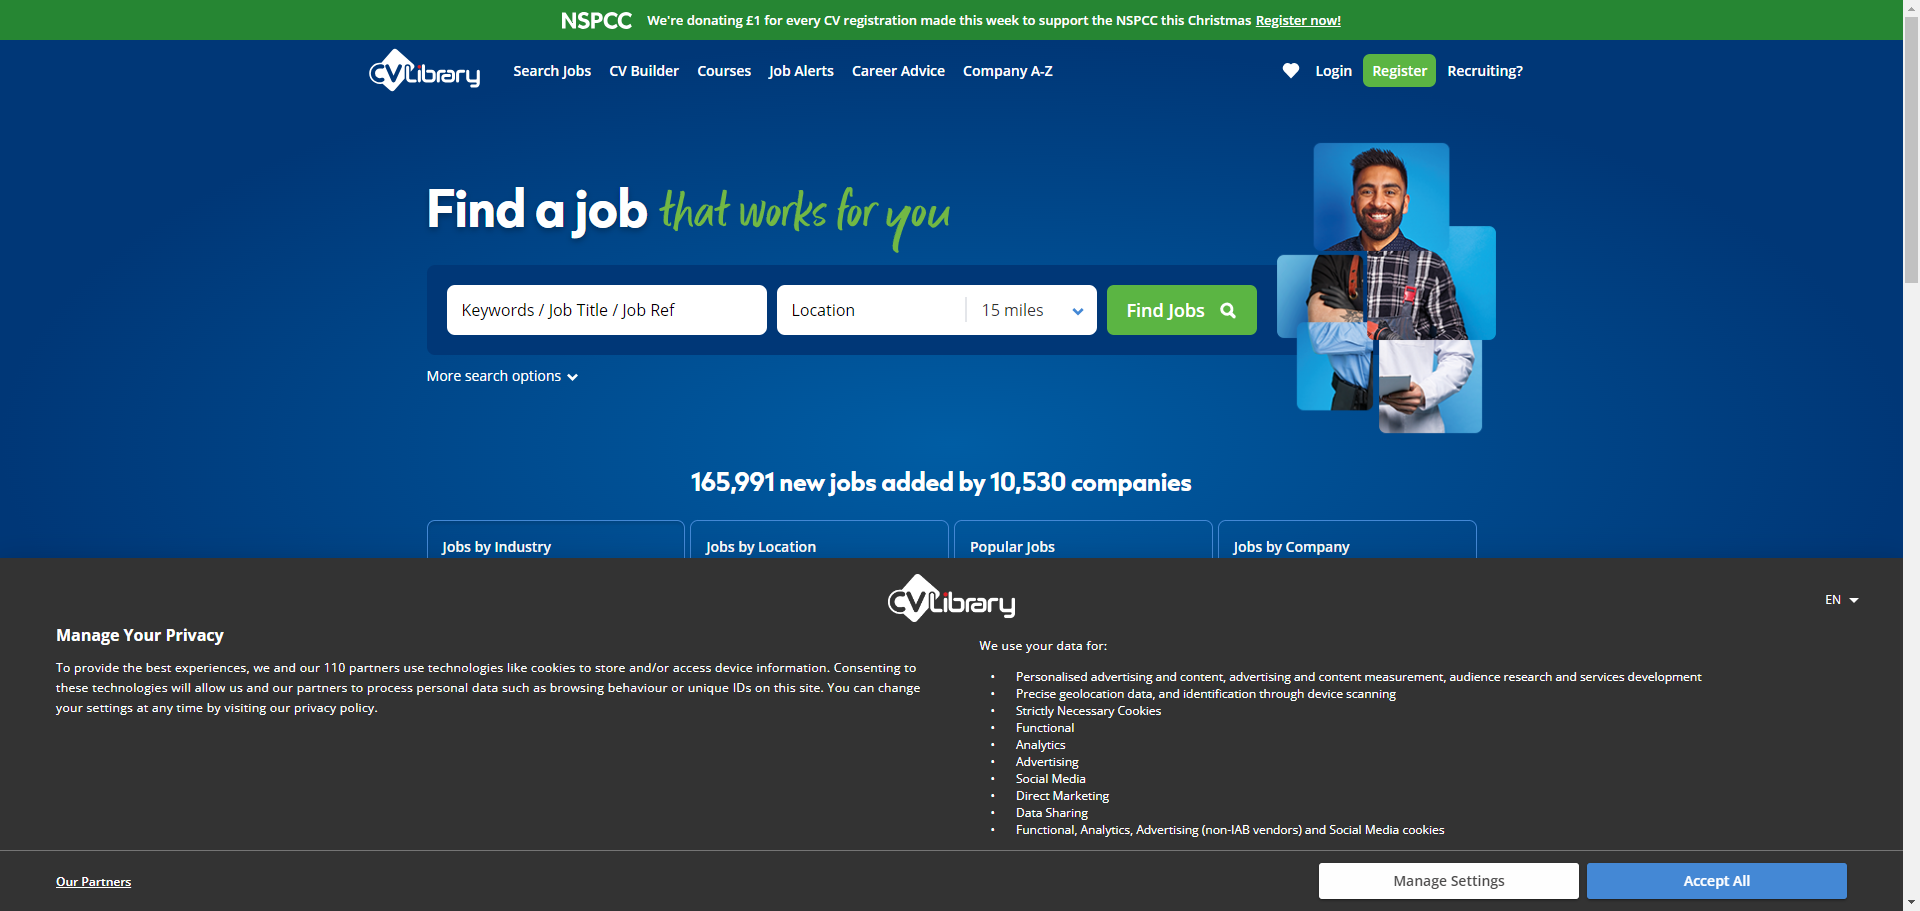 NSPCC We're donating £1 for every CV registration made this week to support the NSPCC this Christmas Register now!
CVLibrary Search Jobs CV Builder Courses Job Alerts Career Advice Company A-Z Login Register Recruiting?
Find a job that works for you
Keywords / Job Title / Job Ref Location 15 miles Find Jobs
More search options
165,991 new jobs added by 10,530 companies
Jobs by Industry Jobs by Location Popular Jobs Jobs by Company
CVLibrary
EN
Manage Your Privacy
To provide the best experiences, we and our 110 partners use technologies like cookies to store and/or access device information. Consenting to
these technologies will allow us and our partners to process personal data such as browsing behaviour or unique IDs on this site. You can change
your settings at any time by visiting our privacy policy.
We use your data for:
• Personalised advertising and content, advertising and content measurement, audience research and services development
• Precise geolocation data, and identification through device scanning
• Strictly Necessary Cookies
• Functional
• Analytics
• Advertising
• Social Media
• Direct Marketing
• Data Sharing
• Functional, Analytics, Advertising (non-IAB vendors) and Social Media cookies
Our Partners Manage Settings Accept All